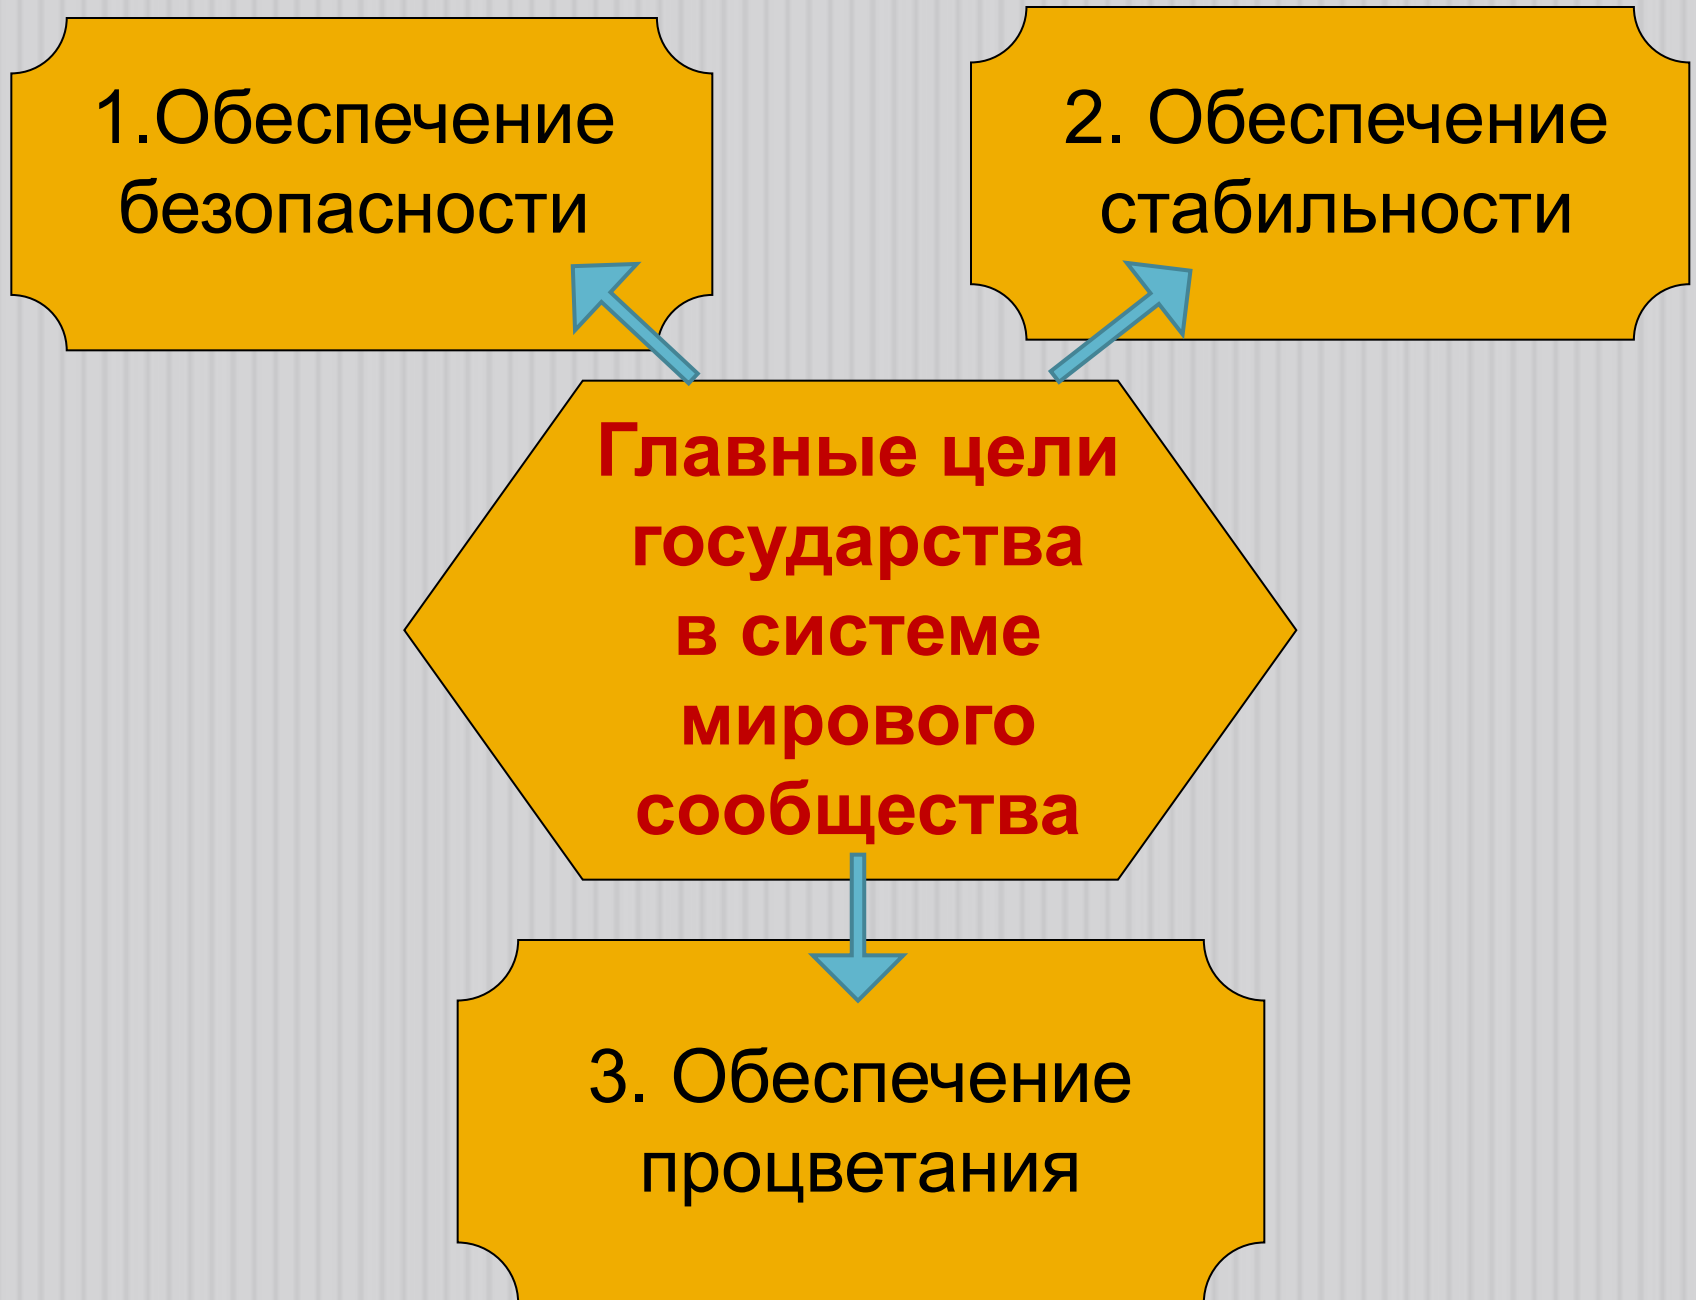 1.Обеспечение
безопасности
2. Обеспечение
стабильности
Главные цели
государства
в системе
мирового
сообщества
3. Обеспечение
процветания